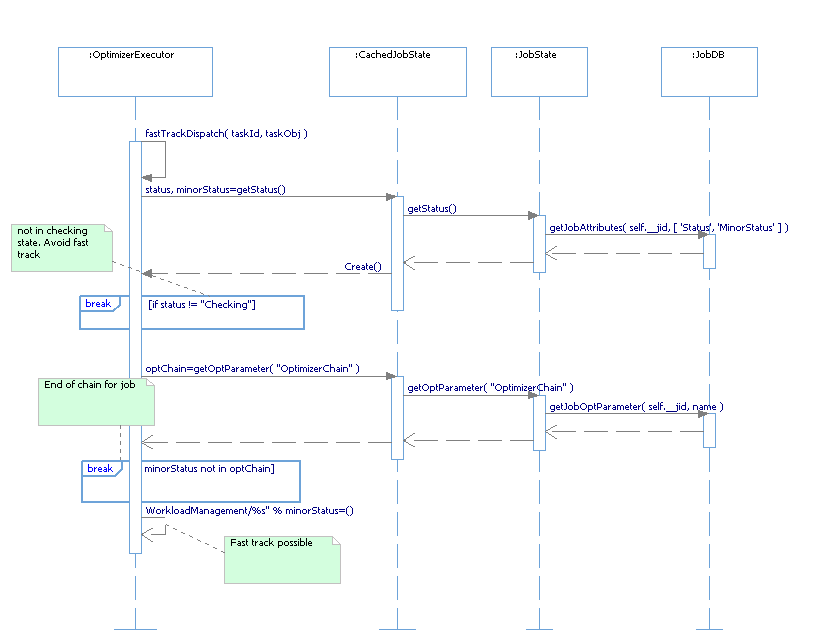 :OptimizerExecutor
:CachedJobState
:JobState
:JobDB
fastTrackDispatch( taskId, taskObj )
status, minorStatus=getStatus()
getStatus()
getJobAttributes( self.__jid, [ 'Status', 'MinorStatus' ] )
not in checking
state. Avoid fast
track
Create()
break
[if status != "Checking"]
optChain=getOptParameter( "OptimizerChain" )
End of chain for job
getOptParameter( "OptimizerChain" )
getJobOptParameter( self.__jid, name )
break
minorStatus not in optChain]
WorkloadManagement/%s" % minorStatus=()
Fast track possible